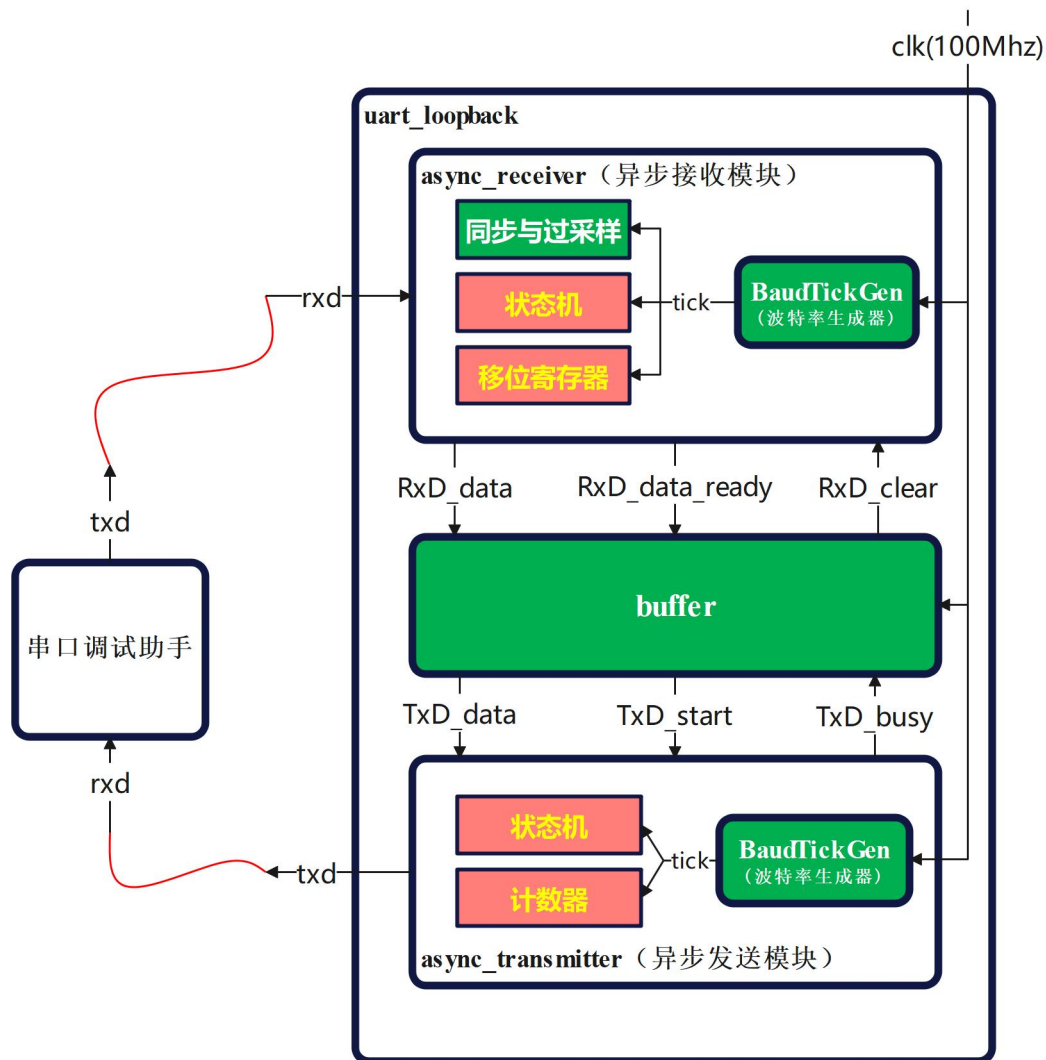 clk(100Mhz)
uart_loopback
async_receiver（异步接收模块）
同步与过采样
状态机
移位寄存器
tick
BaudTickGen
（波特率生成器）
rxd
RxD_data
RxD_data_ready
RxD_clear
txd
串口调试助手
rxd
buffer
TxD_data
TxD_start
TxD_busy
状态机
计数器
tick
BaudTickGen
（波特率生成器）
txd
async_transmitter（异步发送模块）